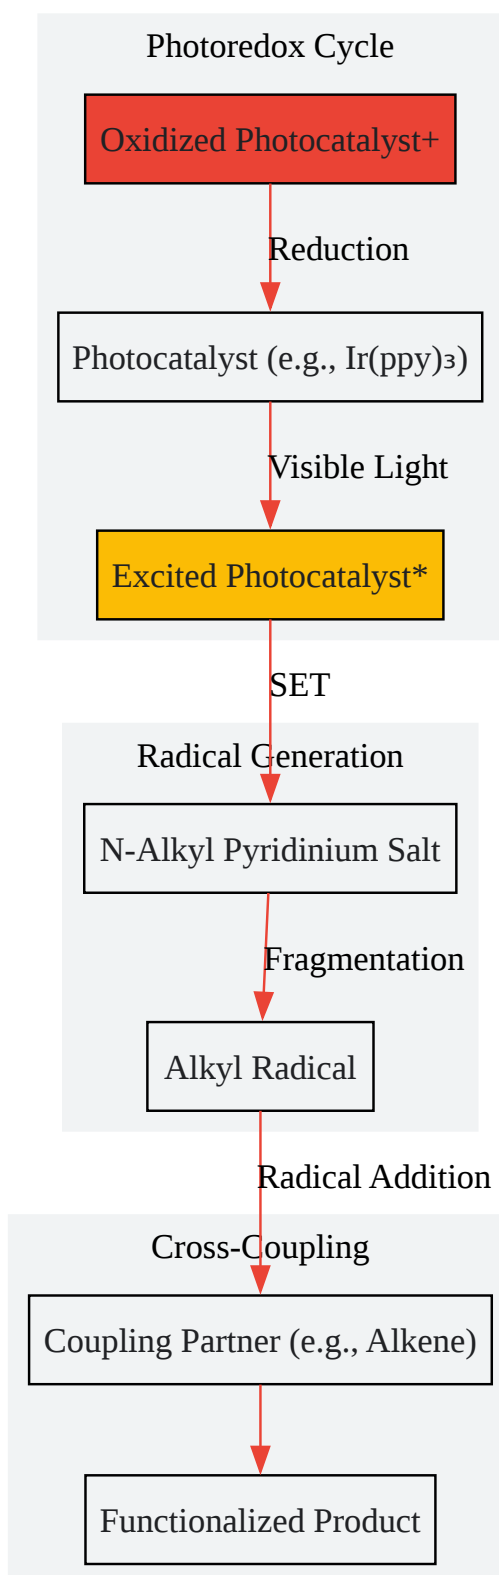 Photoredox Cycle
Oxidized Photocatalyst+
Reduction
Photocatalyst (e.g., Ir(ppy)₃)
Visible Light
Excited Photocatalyst*
SET
Radical Generation
N-Alkyl Pyridinium Salt
Fragmentation
Alkyl Radical
Radical Addition
Cross-Coupling
Coupling Partner (e.g., Alkene)
Functionalized Product